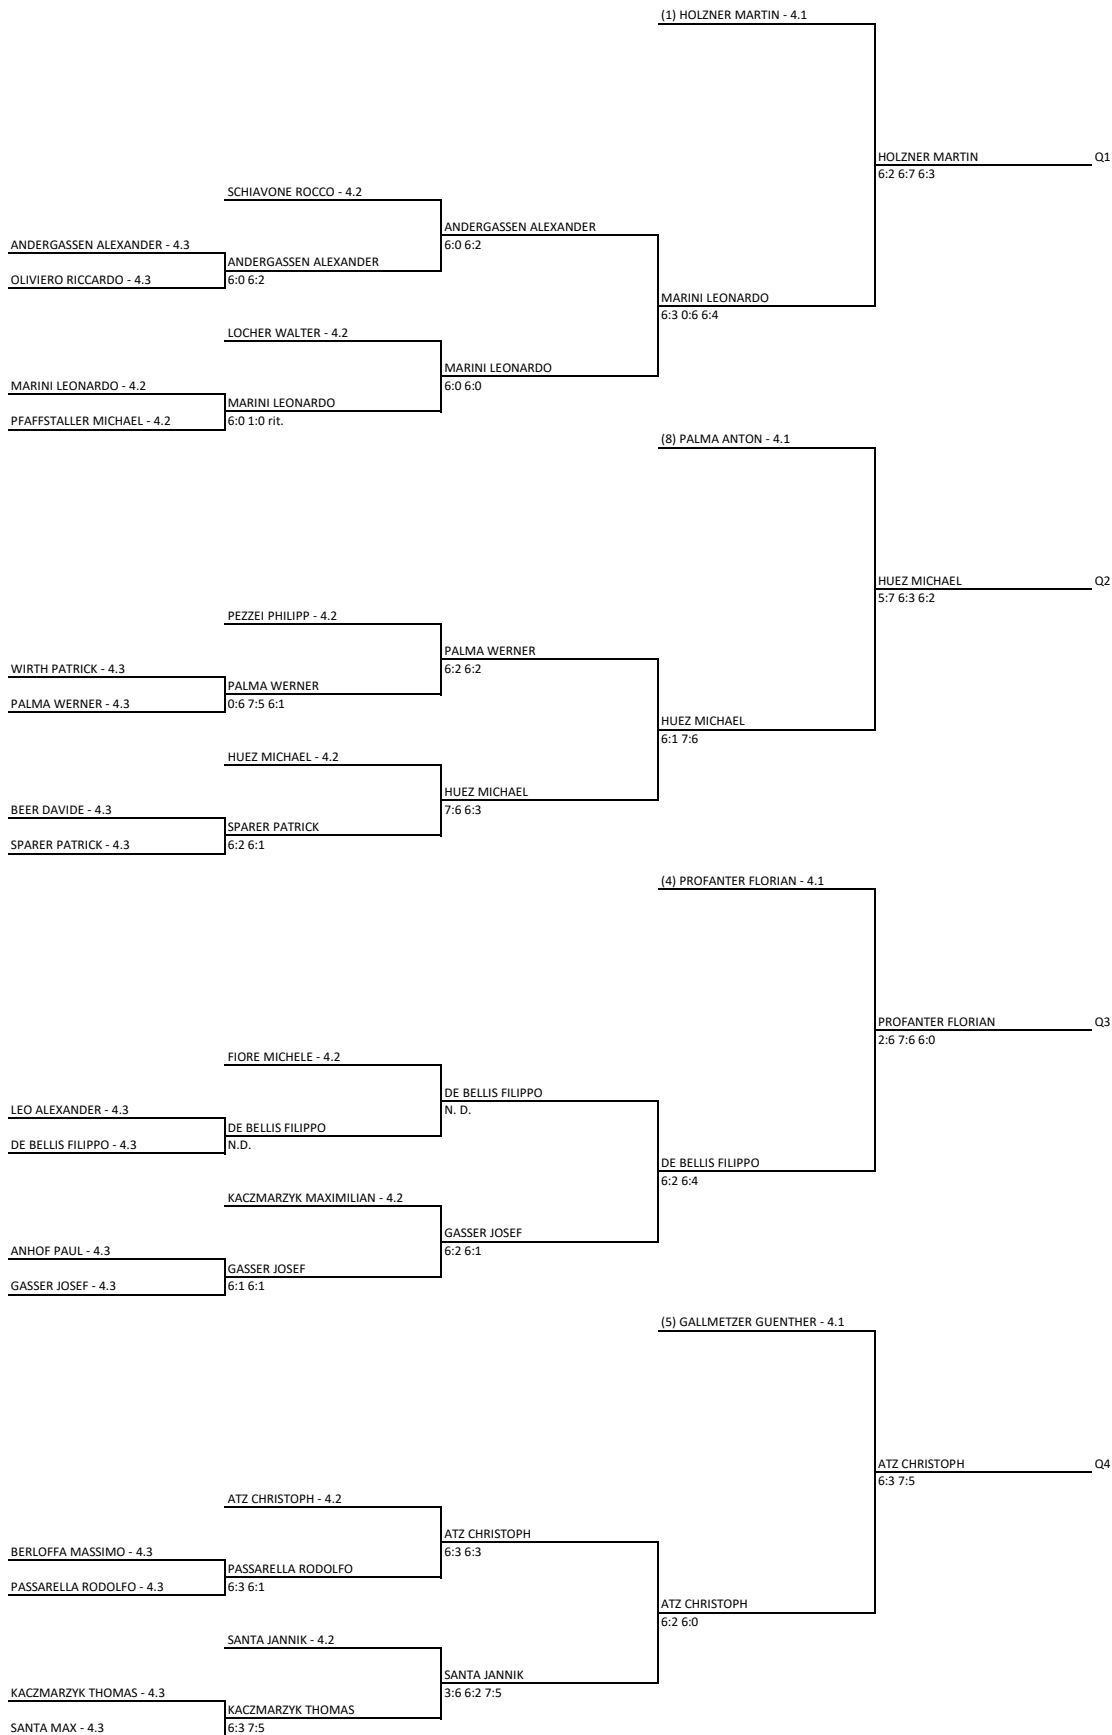 (1) HOLZNER MARTIN - 4.1
HOLZNER MARTIN
Q1
6:2 6:7 6:3
SCHIAVONE ROCCO - 4.2
ANDERGASSEN ALEXANDER
6:0 6:2
ANDERGASSEN ALEXANDER - 4.3
ANDERGASSEN ALEXANDER
OLIVIERO RICCARDO - 4.3
6:0 6:2
MARINI LEONARDO
6:3 0:6 6:4
LOCHER WALTER - 4.2
MARINI LEONARDO
6:0 6:0
MARINI LEONARDO - 4.2
MARINI LEONARDO
PFAFFSTALLER MICHAEL - 4.2
6:0 1:0 rit.
(8) PALMA ANTON - 4.1
HUEZ MICHAEL
Q2
5:7 6:3 6:2
PEZZEI PHILIPP - 4.2
PALMA WERNER
6:2 6:2
WIRTH PATRICK - 4.3
PALMA WERNER
PALMA WERNER - 4.3
0:6 7:5 6:1
HUEZ MICHAEL
6:1 7:6
HUEZ MICHAEL - 4.2
HUEZ MICHAEL
7:6 6:3
BEER DAVIDE - 4.3
SPARER PATRICK
SPARER PATRICK - 4.3
6:2 6:1
(4) PROFANTER FLORIAN - 4.1
PROFANTER FLORIAN
Q3
2:6 7:6 6:0
FIORE MICHELE - 4.2
DE BELLIS FILIPPO
N. D.
LEO ALEXANDER - 4.3
DE BELLIS FILIPPO
DE BELLIS FILIPPO - 4.3
N.D.
DE BELLIS FILIPPO
6:2 6:4
KACZMARZYK MAXIMILIAN - 4.2
GASSER JOSEF
6:2 6:1
ANHOF PAUL - 4.3
GASSER JOSEF
GASSER JOSEF - 4.3
6:1 6:1
(5) GALLMETZER GUENTHER - 4.1
ATZ CHRISTOPH
Q4
6:3 7:5
ATZ CHRISTOPH - 4.2
ATZ CHRISTOPH
6:3 6:3
BERLOFFA MASSIMO - 4.3
PASSARELLA RODOLFO
PASSARELLA RODOLFO - 4.3
6:3 6:1
ATZ CHRISTOPH
6:2 6:0
SANTA JANNIK - 4.2
SANTA JANNIK
3:6 6:2 7:5
KACZMARZYK THOMAS - 4.3
KACZMARZYK THOMAS
SANTA MAX - 4.3
6:3 7:5